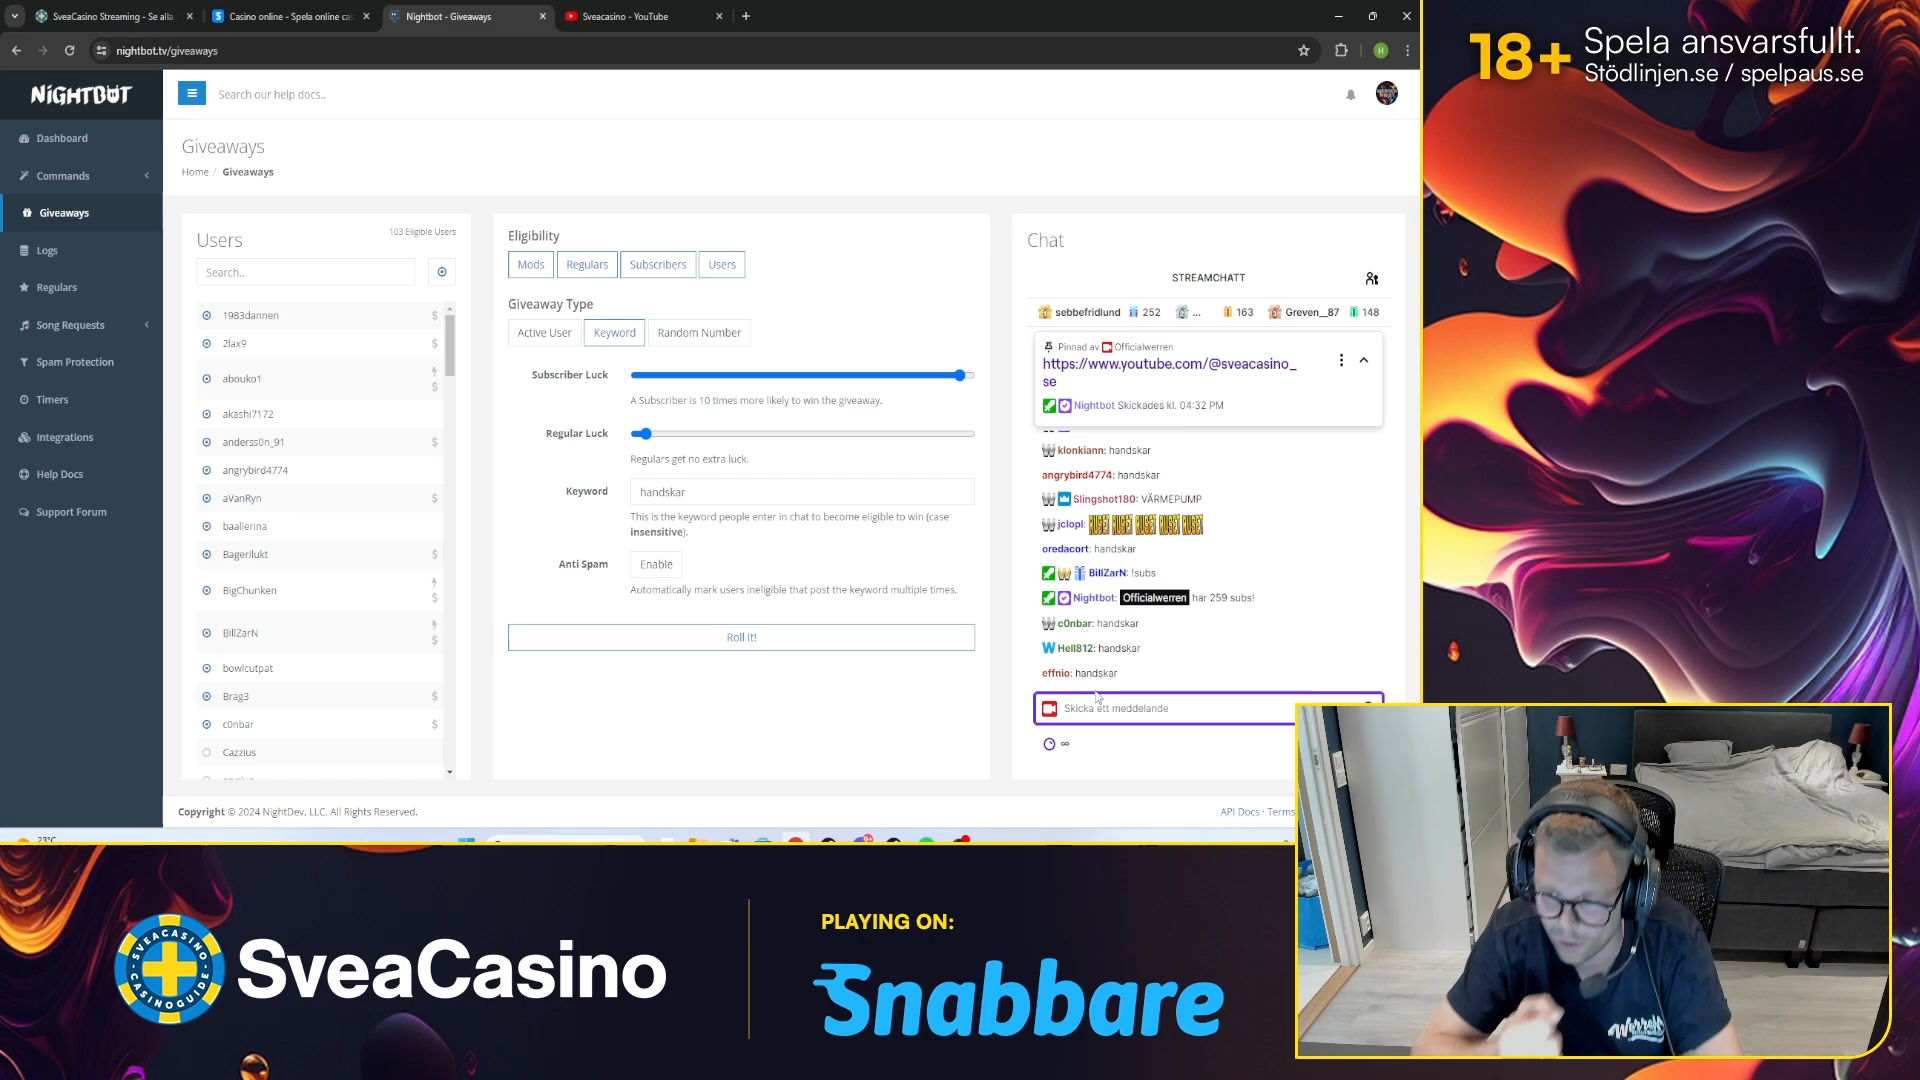 SveaCasino Streaming - Se alla
Casino online - Spela online cas
Nightbot - Giveaways
Sveacasino - YouTube
nightbot.tv/giveaways
H
NIGHTBOT
Search our help docs..
Dashboard
Commands
Giveaways
Logs
Regulars
Song Requests
Spam Protection
Timers
Integrations
Help Docs
Support Forum
Giveaways
Home / Giveaways
Users
103 Eligible Users
Search..
1983dannen $
2lax9 $
abouko1 $
akashi7172
anderss0n_91 $
angrybird4774
aVanRyn $
baallerina
Bagerilukt $
BigChunken $
BillZarN $
bowlcutpat
Brag3 $
c0nbar $
Cazzius
Eligibility
Mods
Regulars
Subscribers
Users
Giveaway Type
Active User
Keyword
Random Number
Subscriber Luck
A Subscriber is 10 times more likely to win the giveaway.
Regular Luck
Regulars get no extra luck.
Keyword
handskar
This is the keyword people enter in chat to become eligible to win (case
insensitive).
Anti Spam
Enable
Automatically mark users ineligible that post the keyword multiple times.
Roll It!
Chat
STREAMCHATT
sebbefridlund 252 ... 163 Greven__87 148
Pinnad av Officialwerren
https://www.youtube.com/@sveacasino_
se
Nightbot Skickades kl. 04:32 PM
klonkiann: handskar
angrybird4774: handskar
Slingshot180: VÄRMEPUMP
jclopl:
oredacort: handskar
BillZarN: !subs
Nightbot: Officialwerren har 259 subs!
c0nbar: handskar
Hell812: handskar
effnio: handskar
Skicka ett meddelande
∞
Copyright © 2024 NightDev, LLC. All Rights Reserved.
API Docs · Terms
23°C
18+
Spela ansvarsfullt.
Stödlinjen.se / spelpaus.se
SVEACASINO
CASINOGUIDE
SveaCasino
PLAYING ON:
Snabbare